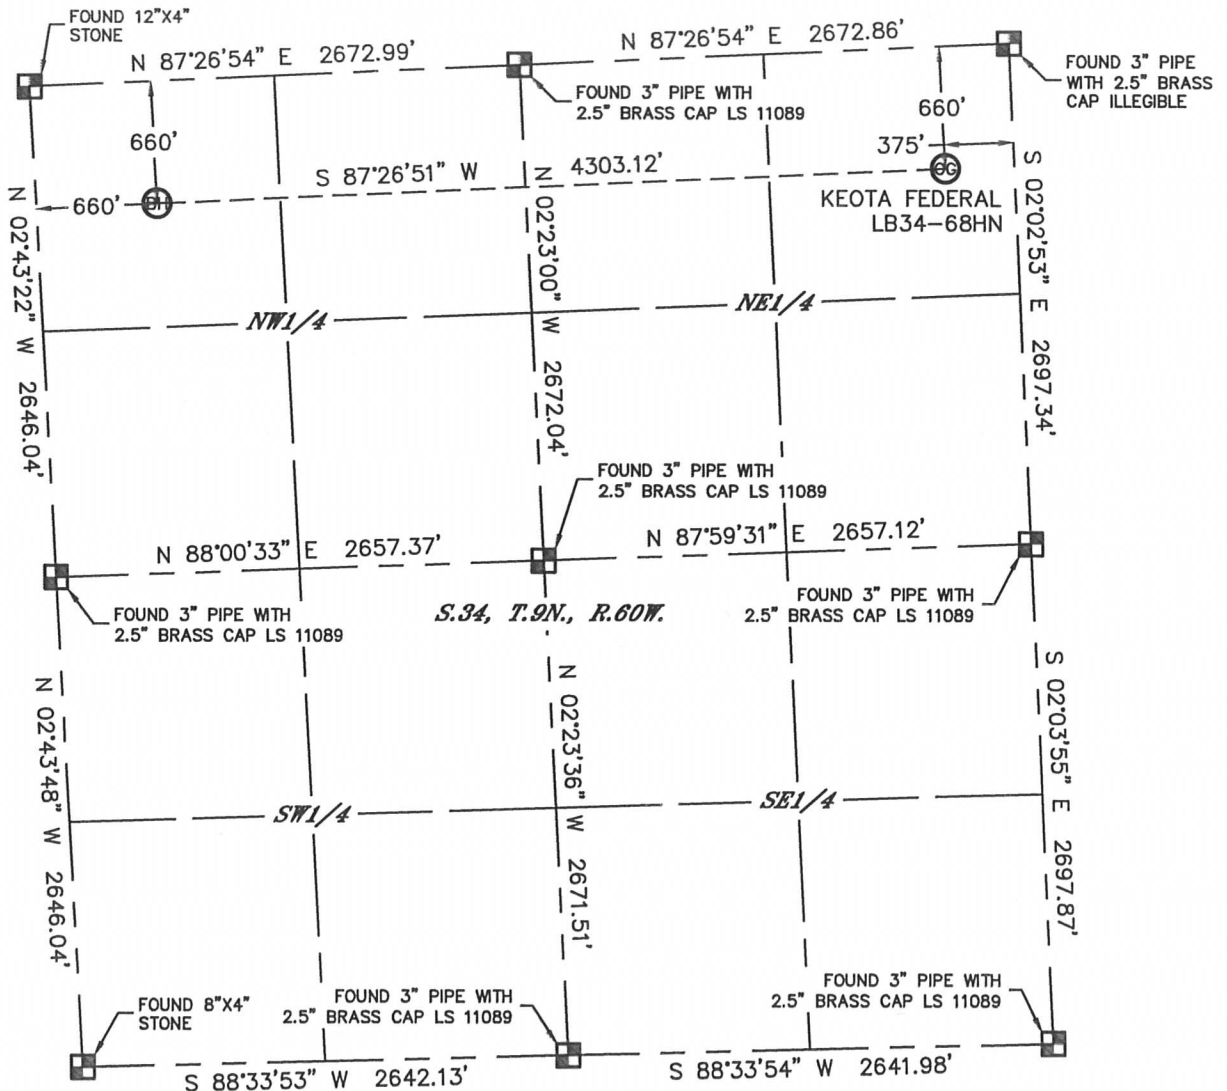 FOUND 12"X4"
STONE
N 87°26'54" E 2672.99'
N 87°26'54" E 2672.86'
FOUND 3" PIPE WITH
2.5" BRASS CAP LS 11089
FOUND 3" PIPE
WITH 2.5" BRASS
CAP ILLEGIBLE
660'
660'
375'
S 87°26'51" W 4303.12'
660'
BH
KEOTA FEDERAL
LB34-68HN
N 02°43'22" W 2646.04'
N 02°23'00" W 2672.04'
S 02°02'53" E 2697.34'
NW1/4
NE1/4
FOUND 3" PIPE WITH
2.5" BRASS CAP LS 11089
N 88°00'33" E 2657.37'
N 87°59'31" E 2657.12'
FOUND 3" PIPE WITH
2.5" BRASS CAP LS 11089
S.34, T.9N., R.60W.
FOUND 3" PIPE WITH
2.5" BRASS CAP LS 11089
N 02°43'48" W 2646.04'
N 02°23'36" W 2671.51'
S 02°03'55" E 2697.87'
SW1/4
SE1/4
FOUND 8"X4"
STONE
FOUND 3" PIPE WITH
2.5" BRASS CAP LS 11089
FOUND 3" PIPE WITH
2.5" BRASS CAP LS 11089
S 88°33'53" W 2642.13'
S 88°33'54" W 2641.98'